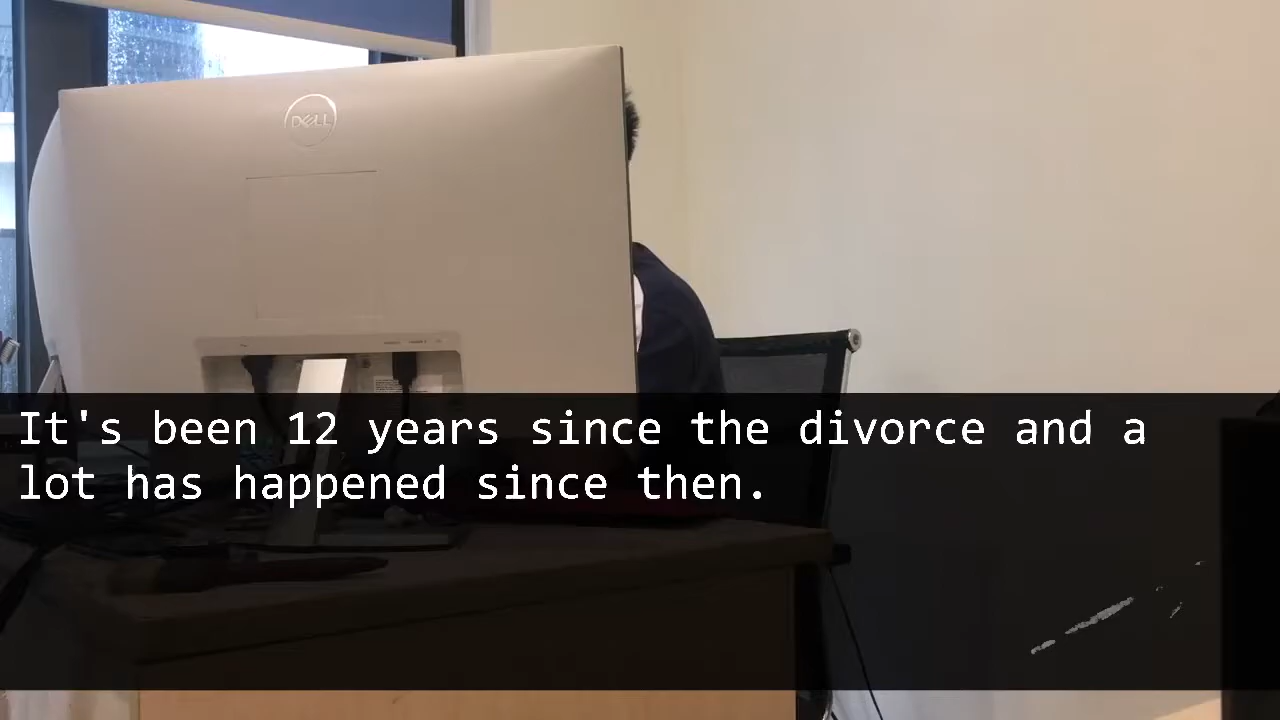 DELL
It's been 12 years since the divorce and a
lot has happened since then.